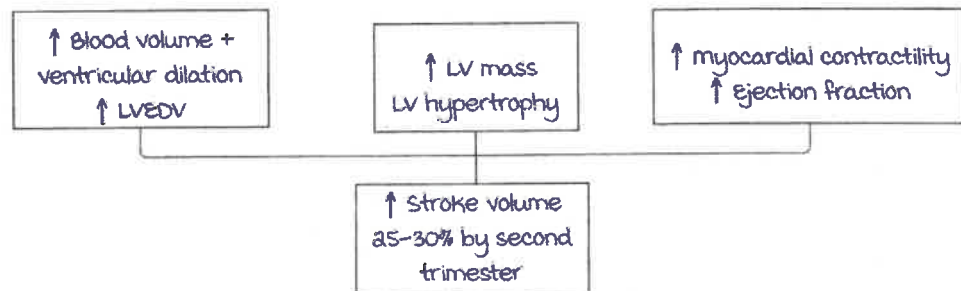 ↑ Blood volume +
ventricular dilation
↑ LVEDV
↑ LV mass
LV hypertrophy
↑ myocardial contractility
↑ Ejection fraction
↑ Stroke volume
25-30% by second
trimester